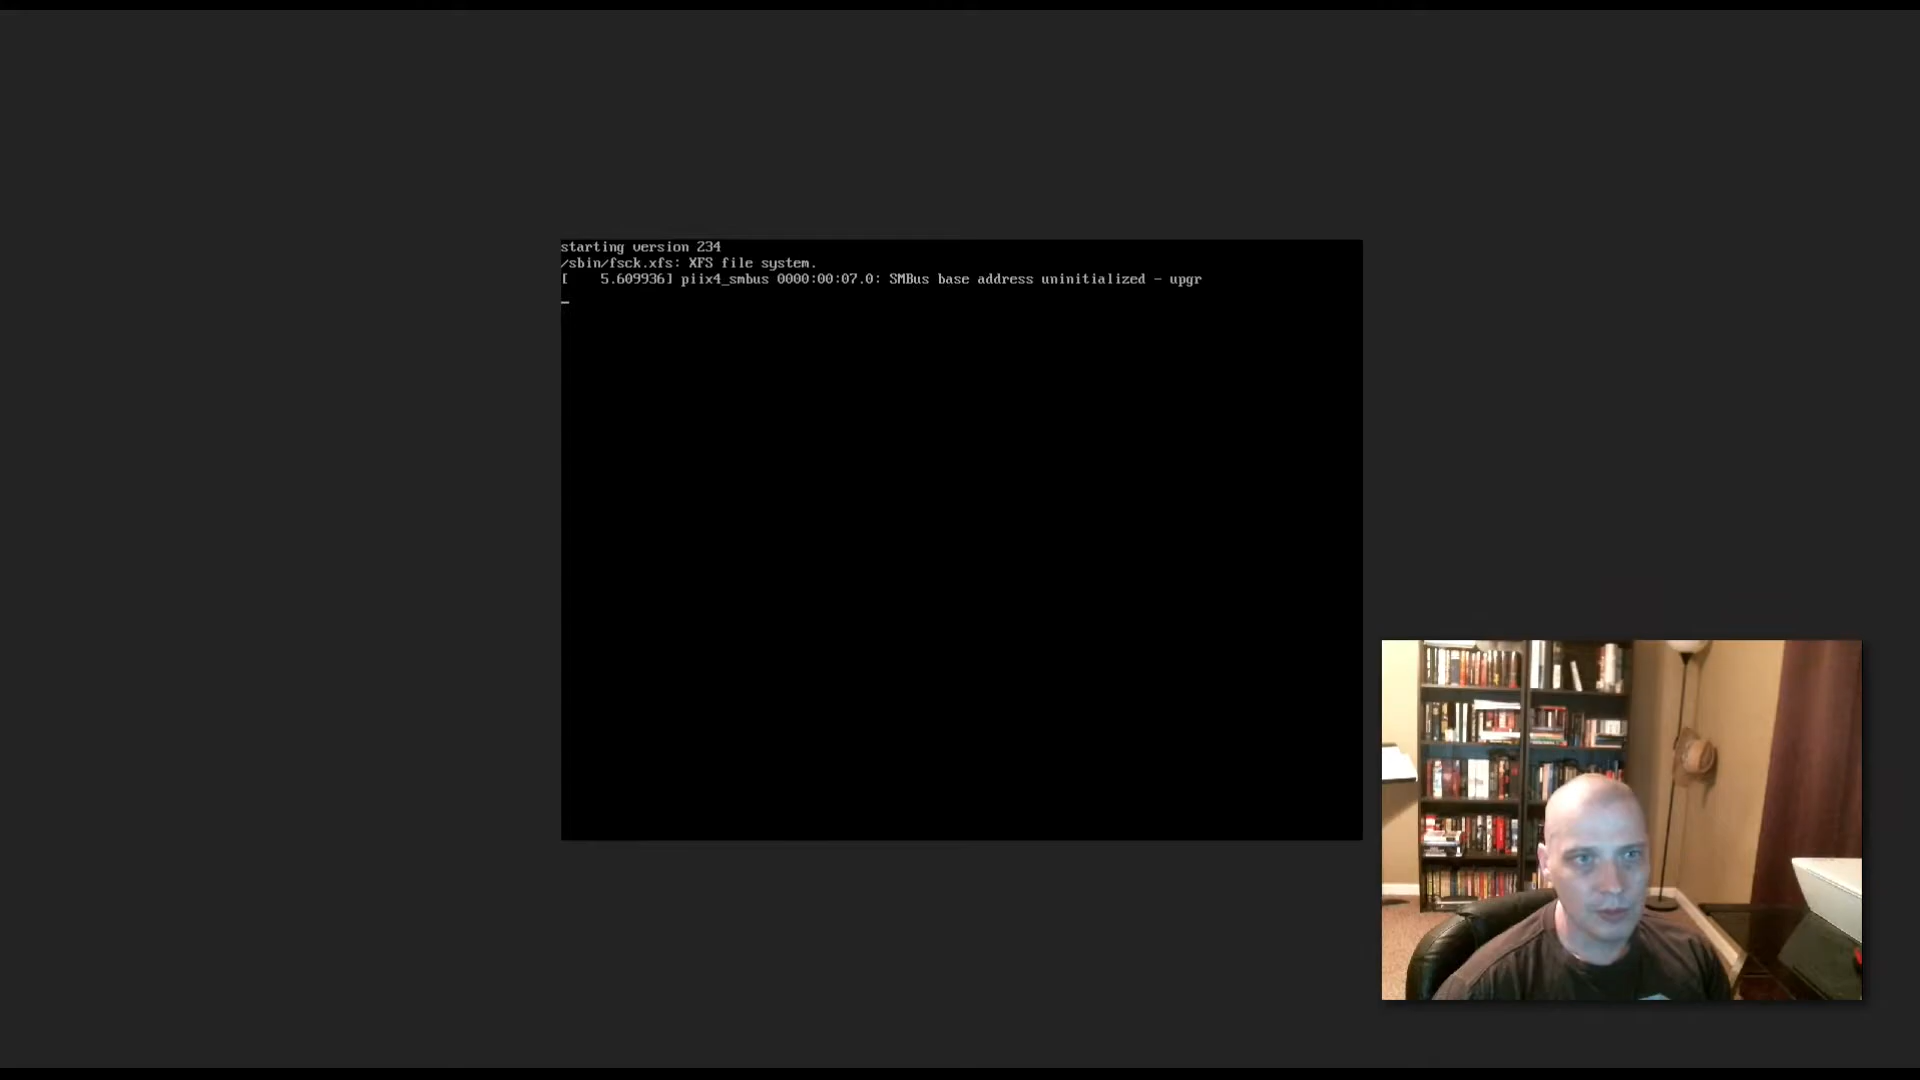 starting version 234
/sbin/fsck.xfs: XFS file system.
[    5.609936] piix4_smbus 0000:00:07.0: SMBus base address uninitialized - upgr